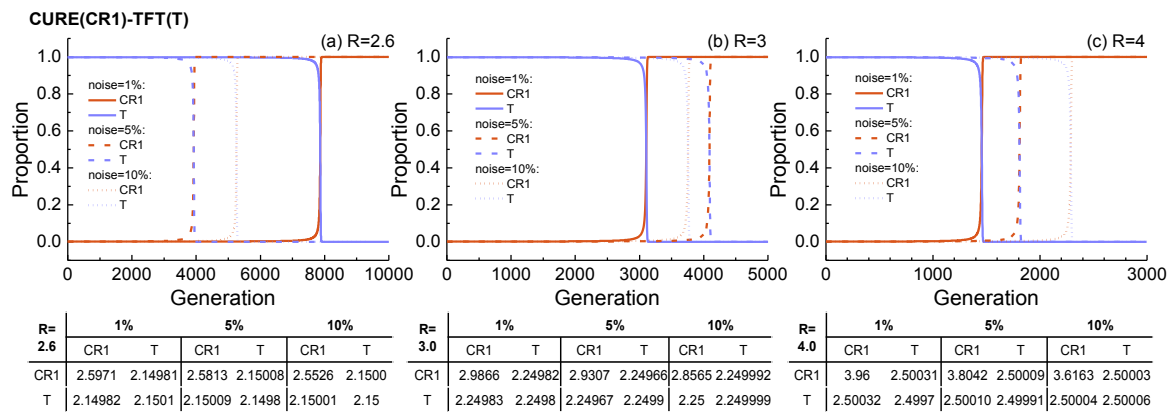 CURE(CR1)-TFT(T)
(a) R=2.6
Proportion
1.0
0.8
0.6
0.4
0.2
0.0
noise=1%:
CR1
T
noise=5%:
CR1
T
noise=10%:
CR1
T
0 2000 4000 6000 8000 10000
Generation
(b) R=3
Proportion
1.0
0.8
0.6
0.4
0.2
0.0
noise=1%:
CR1
T
noise=5%:
CR1
T
noise=10%:
CR1
T
0 1000 2000 3000 4000 5000
Generation
(c) R=4
Proportion
1.0
0.8
0.6
0.4
0.2
0.0
noise=1%:
CR1
T
noise=5%:
CR1
T
noise=10%:
CR1
T
0 1000 2000 3000
Generation
R= 2.6 1% 5% 10%
CR1 T CR1 T CR1 T
CR1 2.5971 2.14981 2.5813 2.15008 2.5526 2.1500
T 2.14982 2.1501 2.15009 2.1498 2.15001 2.15
R= 3.0 1% 5% 10%
CR1 T CR1 T CR1 T
CR1 2.9866 2.24982 2.9307 2.24966 2.8565 2.249992
T 2.24983 2.2498 2.24967 2.2499 2.25 2.249999
R= 4.0 1% 5% 10%
CR1 T CR1 T CR1 T
CR1 3.96 2.50031 3.8042 2.50009 3.6163 2.50003
T 2.50032 2.4997 2.50010 2.49991 2.50004 2.50006